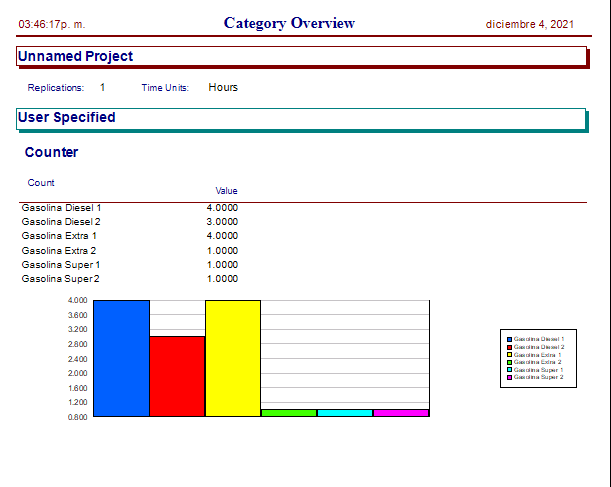 03:46:17p. m. Category Overview diciembre 4, 2021
Unnamed Project
Replications: 1 Time Units: Hours
User Specified
Counter
Count
Value
Gasolina Diesel 1 4.0000
Gasolina Diesel 2 3.0000
Gasolina Extra 1 4.0000
Gasolina Extra 2 1.0000
Gasolina Super 1 1.0000
Gasolina Super 2 1.0000
4.000
3.600
3.200
2.800
2.400
2.000
1.600
1.200
0.800
Gasolina Diesel 1
Gasolina Diesel 2
Gasolina Extra 1
Gasolina Extra 2
Gasolina Super 1
Gasolina Super 2